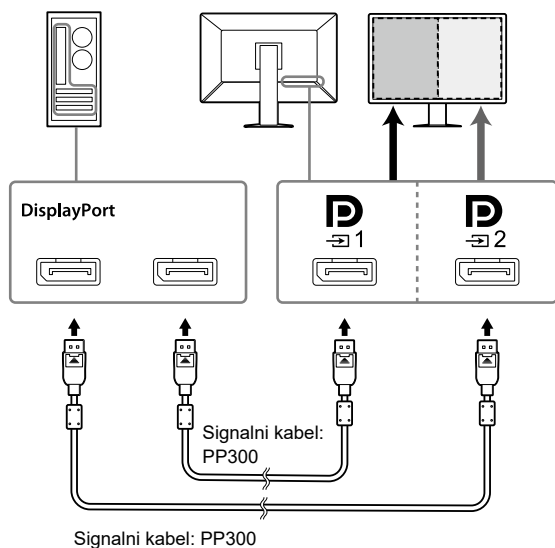 DisplayPort
1
2
Signalni kabel:
PP300
Signalni kabel: PP300